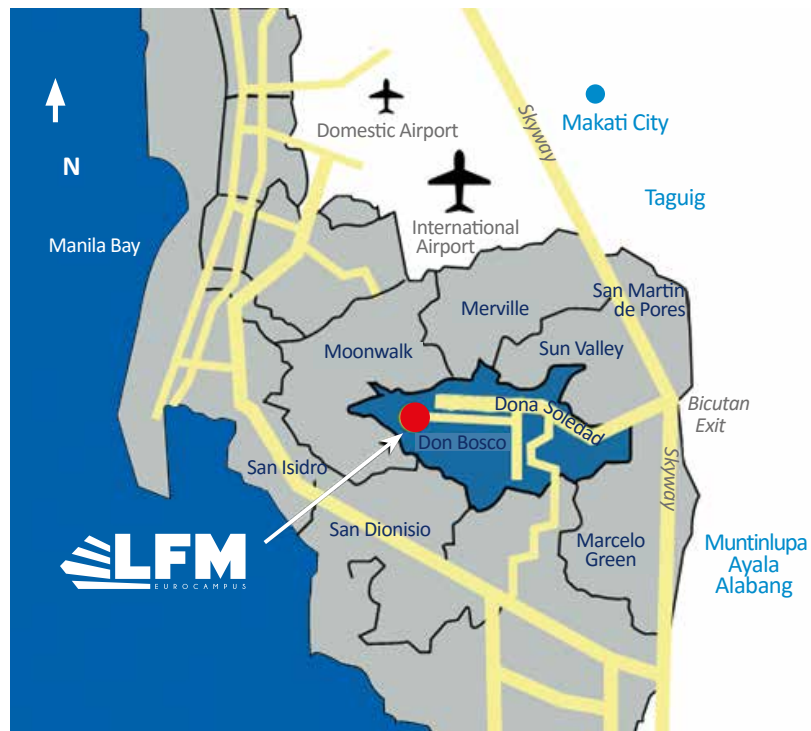 Skyway
Makati City
Domestic Airport
N
Taguig
International
Airport
Manila Bay
San Martin
de Pores
Merville
Sun Valley
Moonwalk
Dona Soledad
Bicutan
Exit
Don Bosco
San Isidro
Skyway
San Dionisio
Marcelo
Green
Muntinlupa
Ayala
Alabang
LFM
EUROCAMPUS